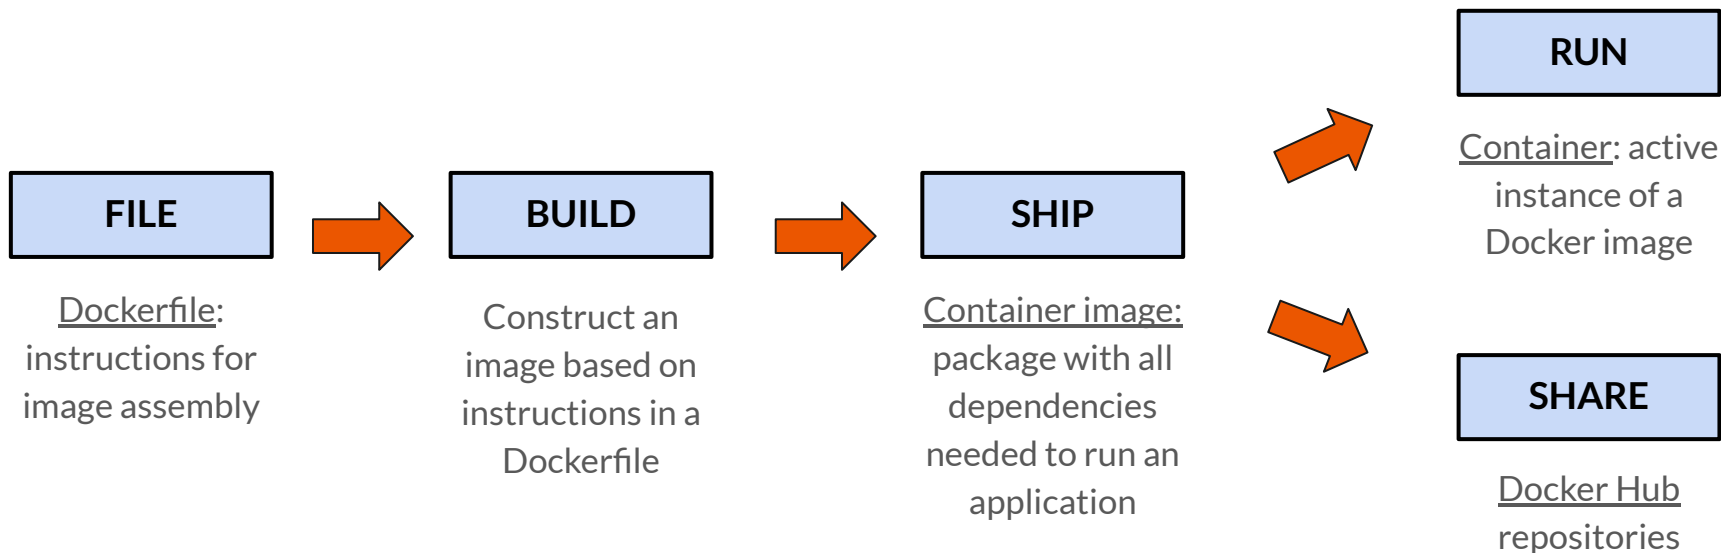 FILE
Dockerfile:
instructions for
image assembly
BUILD
Construct an
image based on
instructions in a
Dockerfile
SHIP
Container image:
package with all
dependencies
needed to run an
application
RUN
Container: active
instance of a
Docker image
SHARE
Docker Hub
repositories